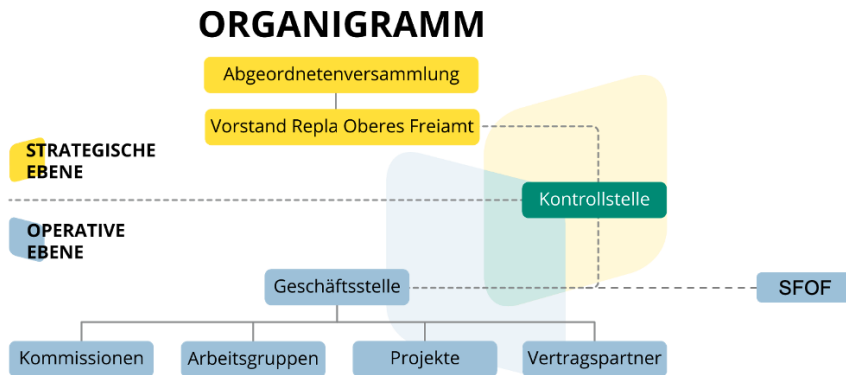 ORGANIGRAMM
Abgeordnetenversammlung
Vorstand Repla Oberes Freiamt
STRATEGISCHE
EBENE
Kontrollstelle
OPERATIVE
EBENE
Geschäftsstelle
SFOF
Kommissionen
Arbeitsgruppen
Projekte
Vertragspartner